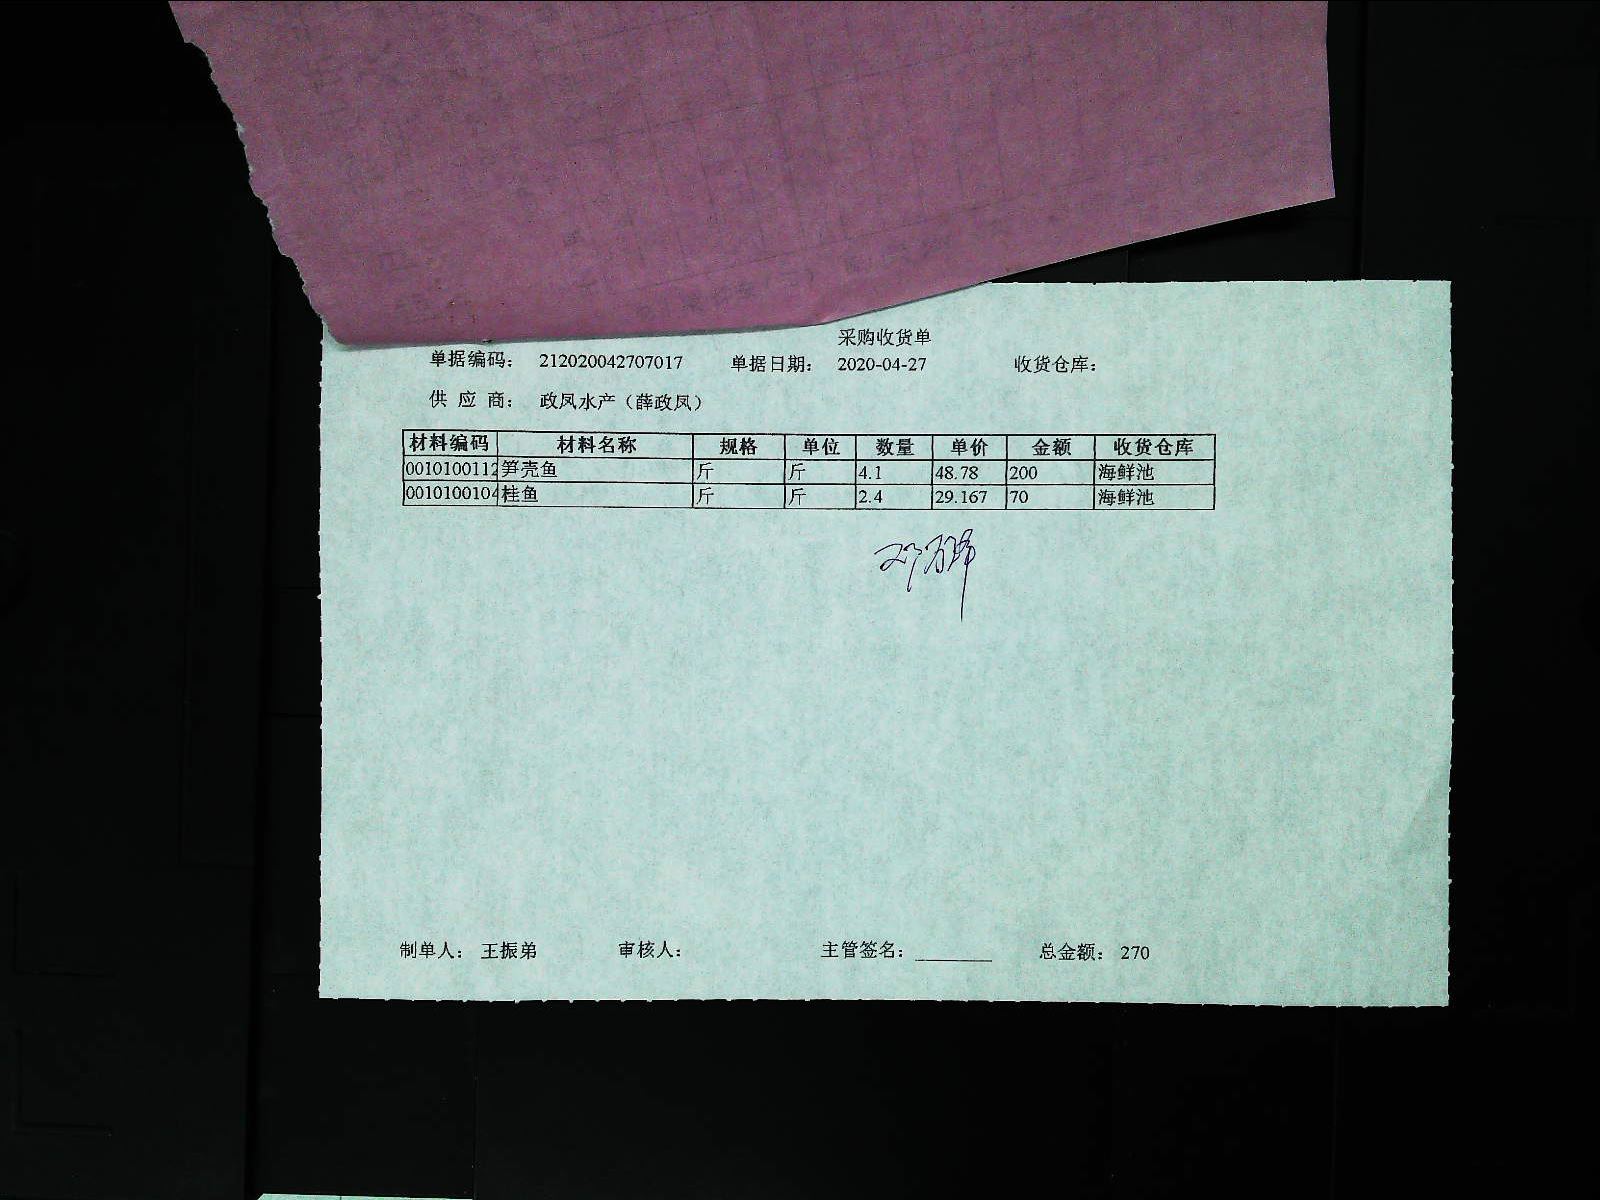 采购收货单
单据编码: 212020042707017 单据日期: 2020-04-27 收货仓库:
供 应 商: 政凤水产（薛政凤）
材料编码 材料名称 规格 单位 数量 单价 金额 收货仓库
0010100112 笋壳鱼 斤 斤 4.1 48.78 200 海鲜池
0010100104 桂鱼 斤 斤 2.4 29.167 70 海鲜池
制单人: 王振弟 审核人: 主管签名: 总金额: 270